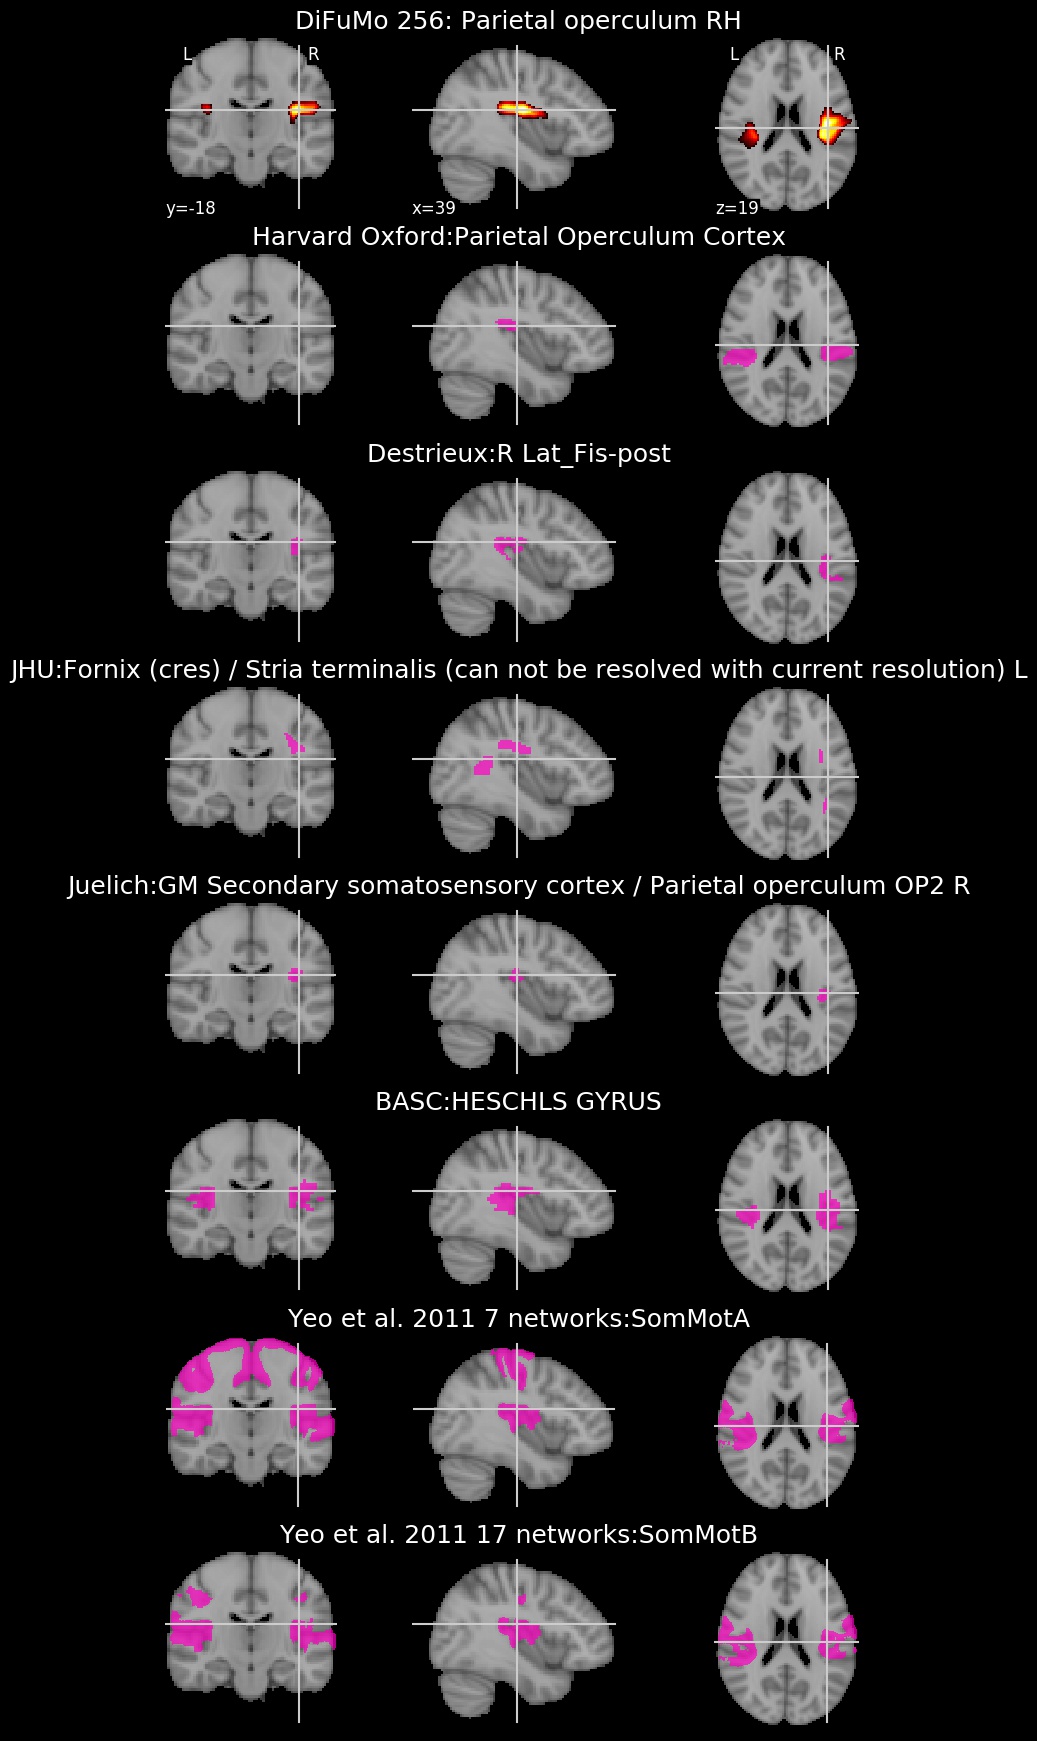 DiFuMo 256: Parietal operculum RH
L R L R
y=-18 x=39 z=19
Harvard Oxford:Parietal Operculum Cortex
Destrieux:R Lat_Fis-post
JHU:Fornix (cres) / Stria terminalis (can not be resolved with current resolution) L
Juelich:GM Secondary somatosensory cortex / Parietal operculum OP2 R
BASC:HESCHLS GYRUS
Yeo et al. 2011 7 networks:SomMotA
Yeo et al. 2011 17 networks:SomMotB